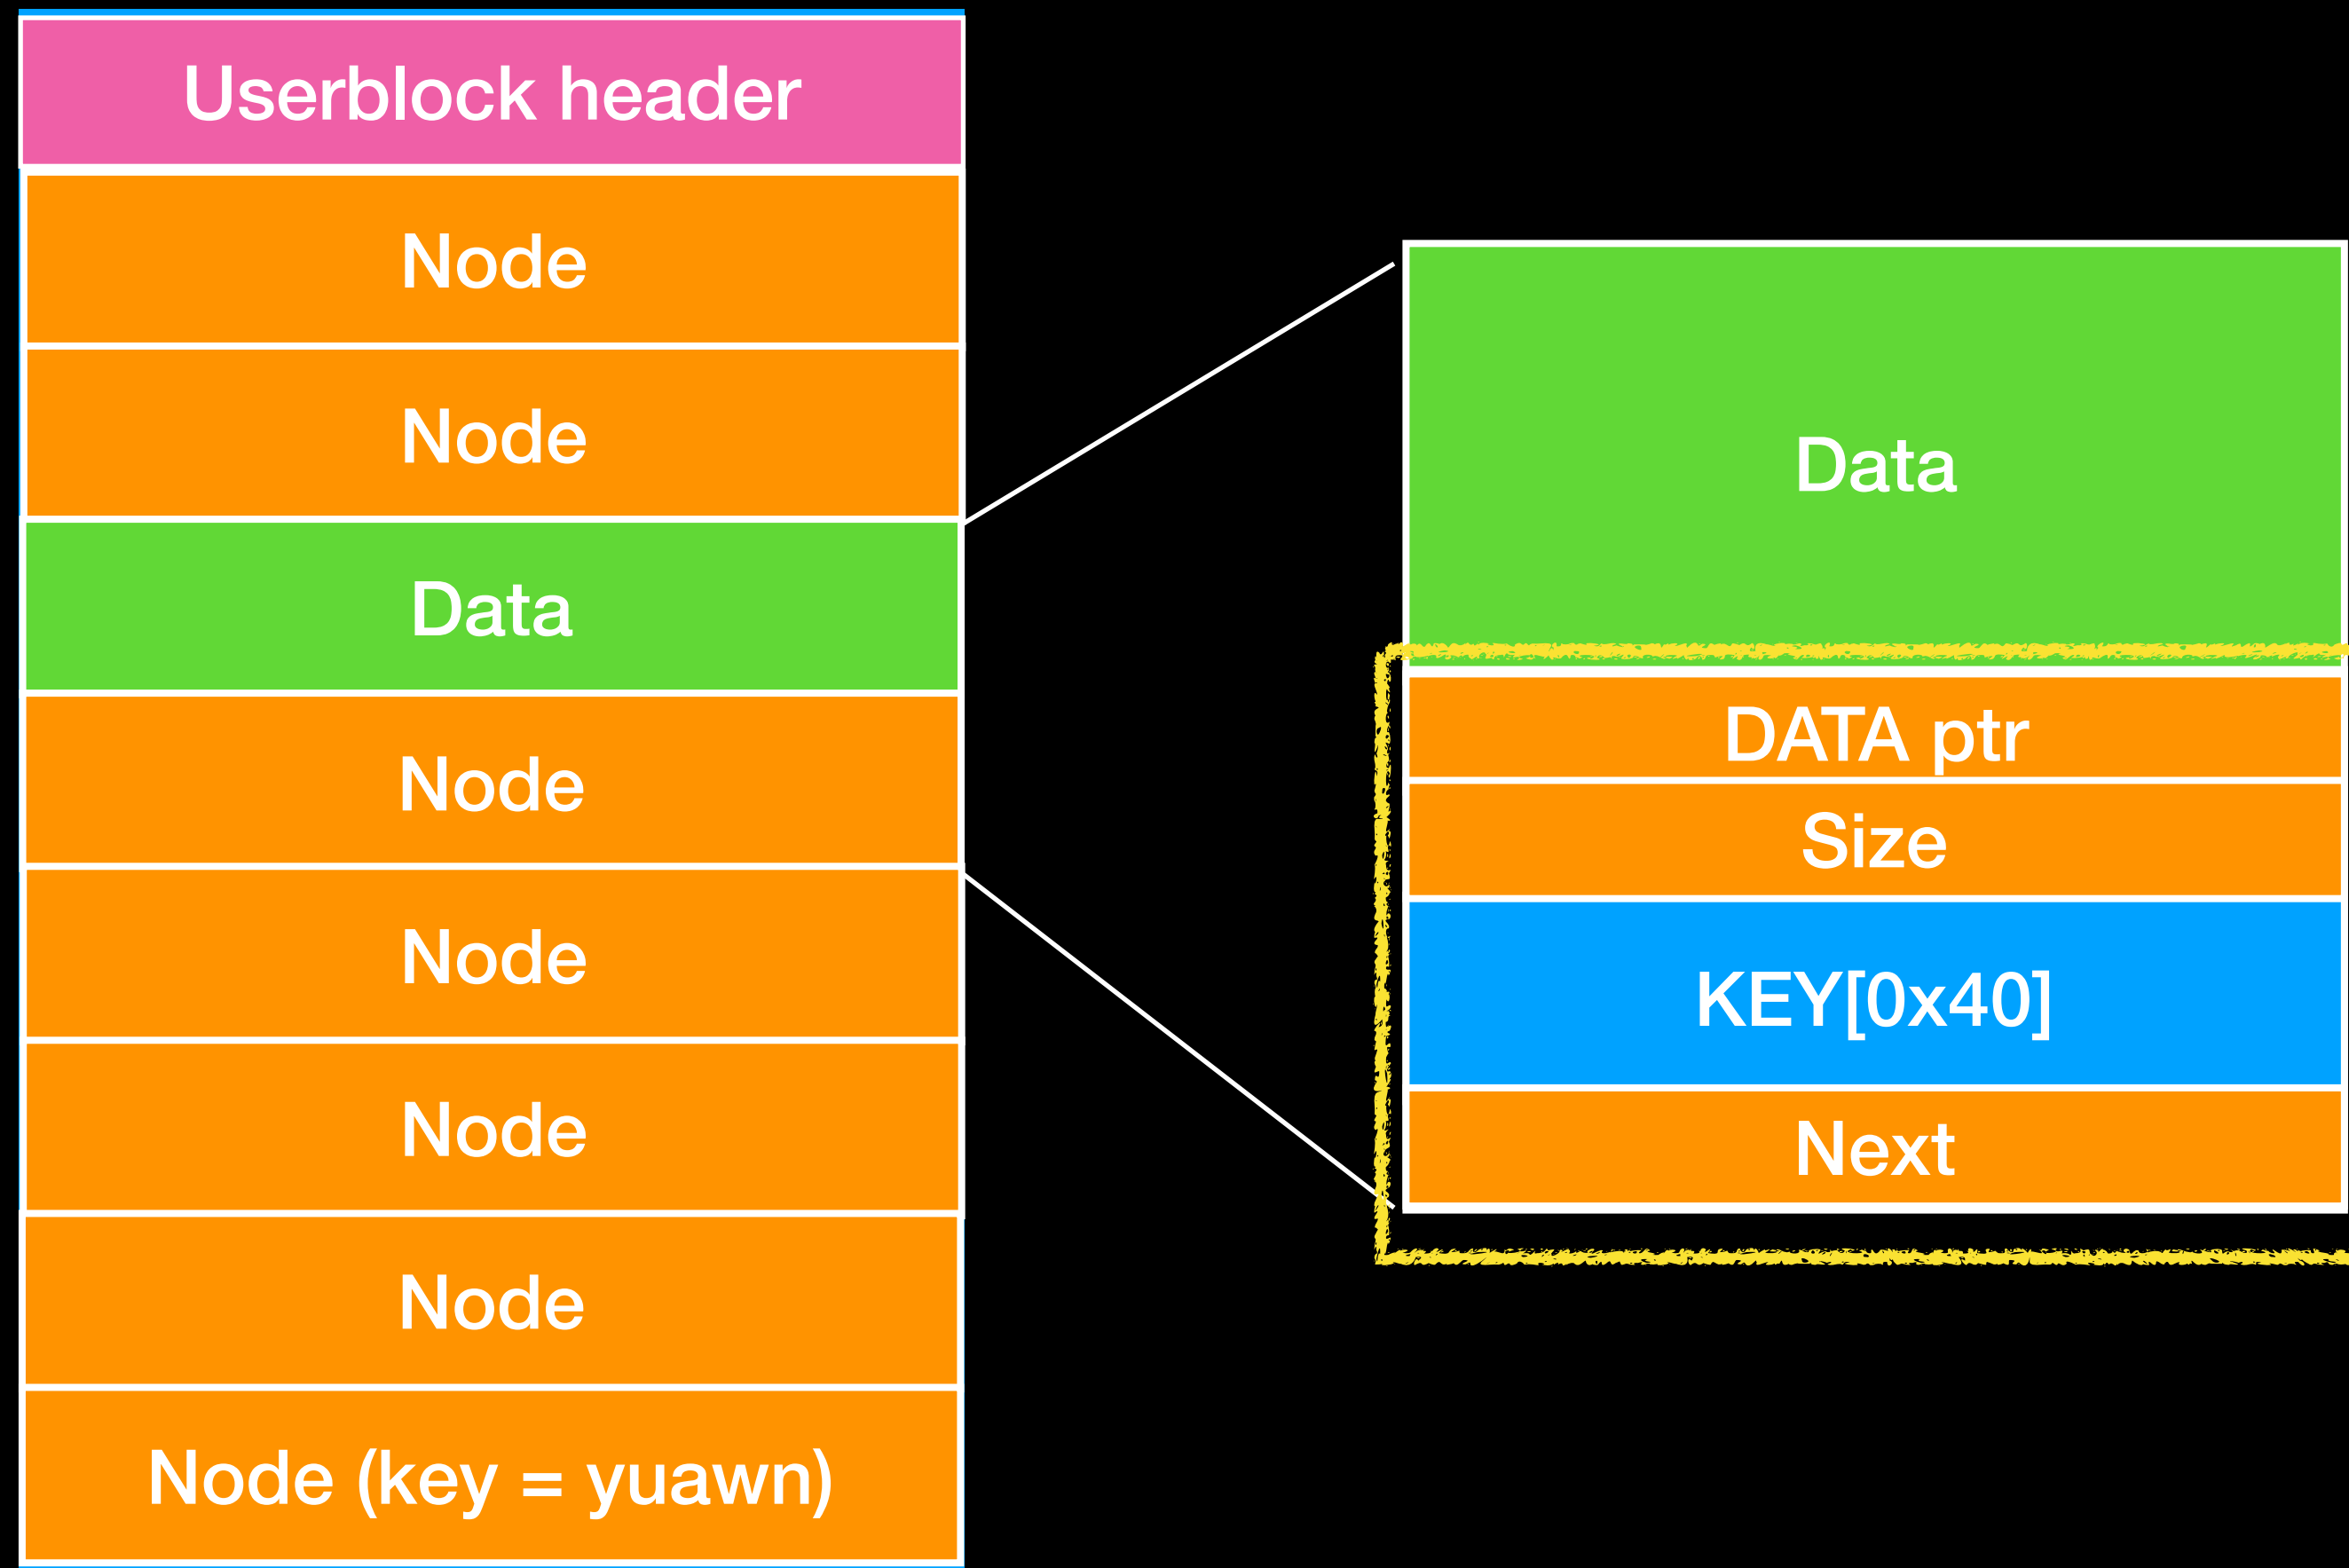 Userblock header
Node
Node
Data
Node
Node
Node
Node
Node (key = yuawn)
Data
DATA ptr
Size
KEY[0x40]
Next